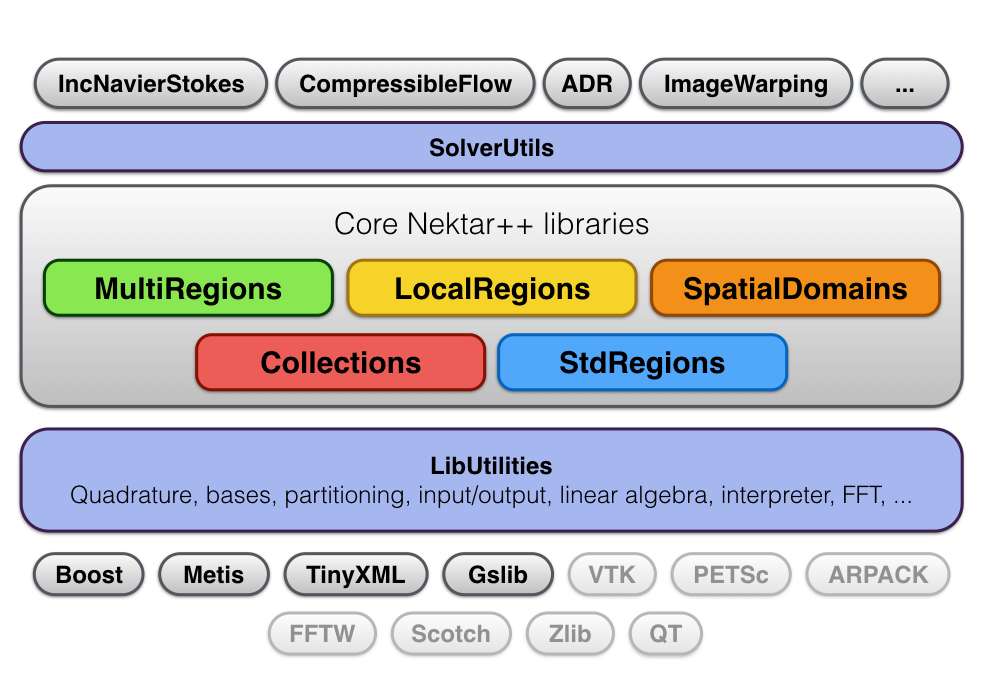 IncNavierStokes CompressibleFlow ADR ImageWarping ...
SolverUtils
Core Nektar++ libraries
MultiRegions LocalRegions SpatialDomains
Collections StdRegions
LibUtilities
Quadrature, bases, partitioning, input/output, linear algebra, interpreter, FFT, ...
Boost Metis TinyXML Gslib VTK PETSc ARPACK
FFTW Scotch Zlib QT